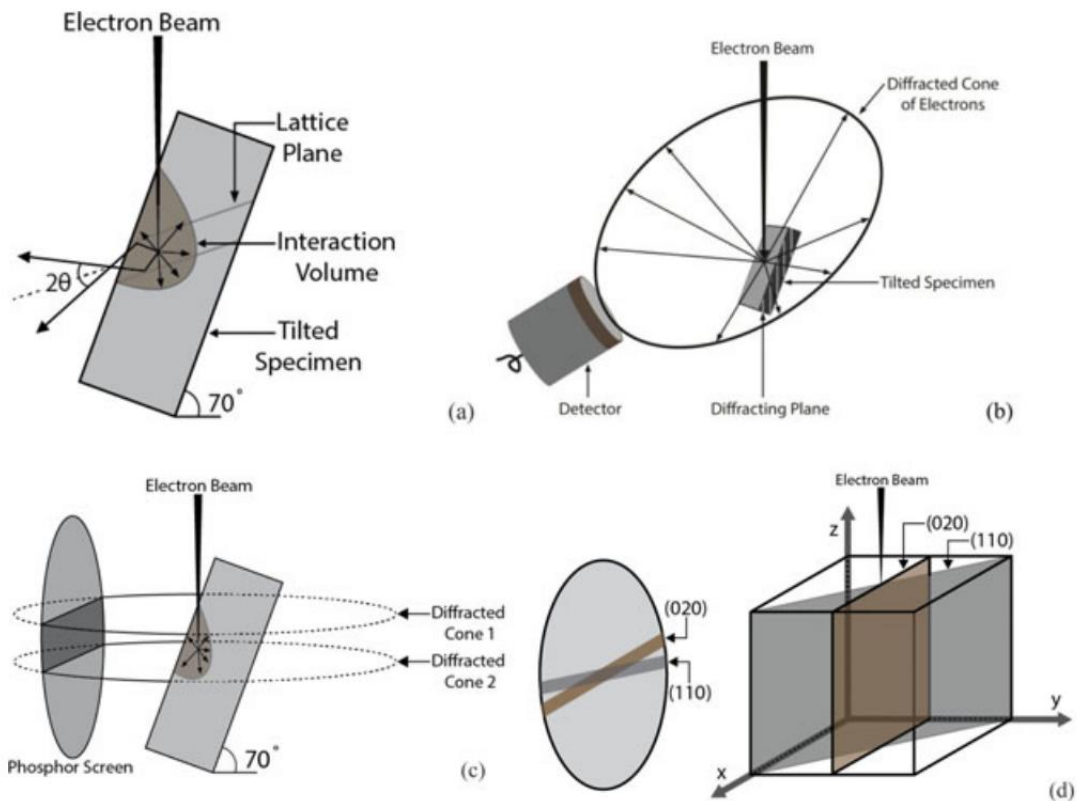 Electron Beam
Lattice
Plane
Interaction
Volume
2θ
Tilted
Specimen
70°
(a)
Electron Beam
Diffracted Cone
of Electrons
Tilted Specimen
Detector
Diffracting Plane
(b)
Electron Beam
Diffracted
Cone 1
Diffracted
Cone 2
70°
Phosphor Screen
(c)
Electron Beam
z
(020)
(110)
(020)
(110)
y
x
(d)